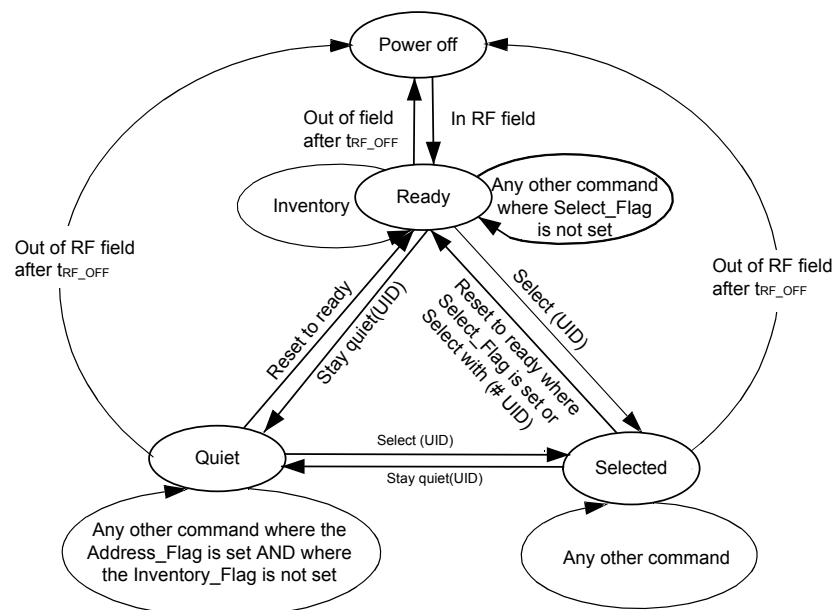 Power off
Out of field
after tRF_OFF
In RF field
Inventory
Ready
Any other command
where Select_Flag
is not set
Out of RF field
after tRF_OFF
Out of RF field
after tRF_OFF
Reset to ready
Stay quiet(UID)
Select (UID)
Reset to ready where
Select_Flag is set or
Select with (# UID)
Quiet
Select (UID)
Stay quiet(UID)
Selected
Any other command where the
Address_Flag is set AND where
the Inventory_Flag is not set
Any other command